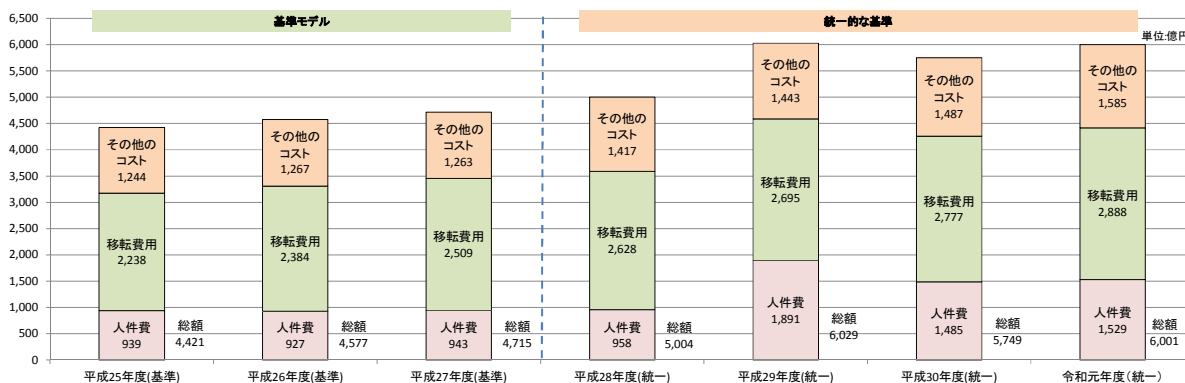 基準モデル
統一的な基準
単位:億円
6,500
6,000
5,500
5,000
4,500
4,000
3,500
3,000
2,500
2,000
1,500
1,000
500
0
その他の
コスト
1,244
移転費用
2,238
人件費
939
総額
4,421
平成25年度(基準)
その他の
コスト
1,267
移転費用
2,384
人件費
927
総額
4,577
平成26年度(基準)
その他の
コスト
1,263
移転費用
2,509
人件費
943
総額
4,715
平成27年度(基準)
その他の
コスト
1,417
移転費用
2,628
人件費
958
総額
5,004
平成28年度(統一)
その他の
コスト
1,443
移転費用
2,695
人件費
1,891
総額
6,029
平成29年度(統一)
その他の
コスト
1,487
移転費用
2,777
人件費
1,485
総額
5,749
平成30年度(統一)
その他の
コスト
1,585
移転費用
2,888
人件費
1,529
総額
6,001
令和元年度(統一)